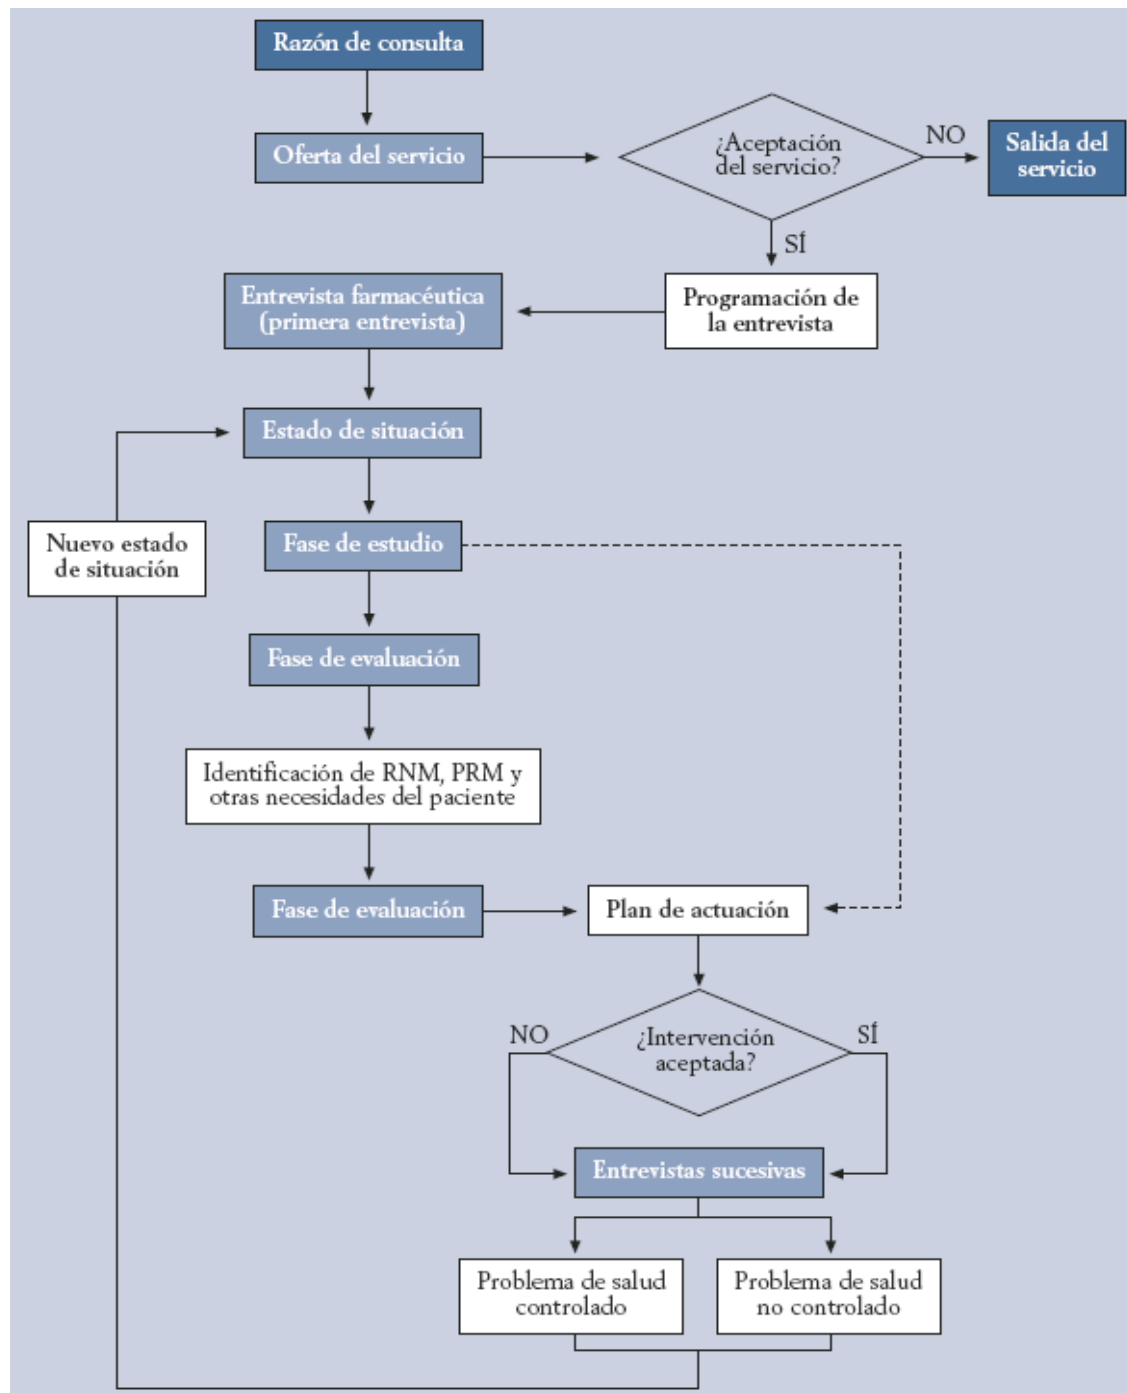 Razón de consulta
Oferta del servicio
¿Aceptación
del servicio?
NO
Salida del
servicio
SÍ
Entrevista farmacéutica
(primera entrevista)
Programación de
la entrevista
Estado de situación
Nuevo estado
de situación
Fase de estudio
Fase de evaluación
Identificación de RNM, PRM y
otras necesidades del paciente
Fase de evaluación
Plan de actuación
NO
¿Intervención
aceptada?
SÍ
Entrevistas sucesivas
Problema de salud
controlado
Problema de salud
no controlado